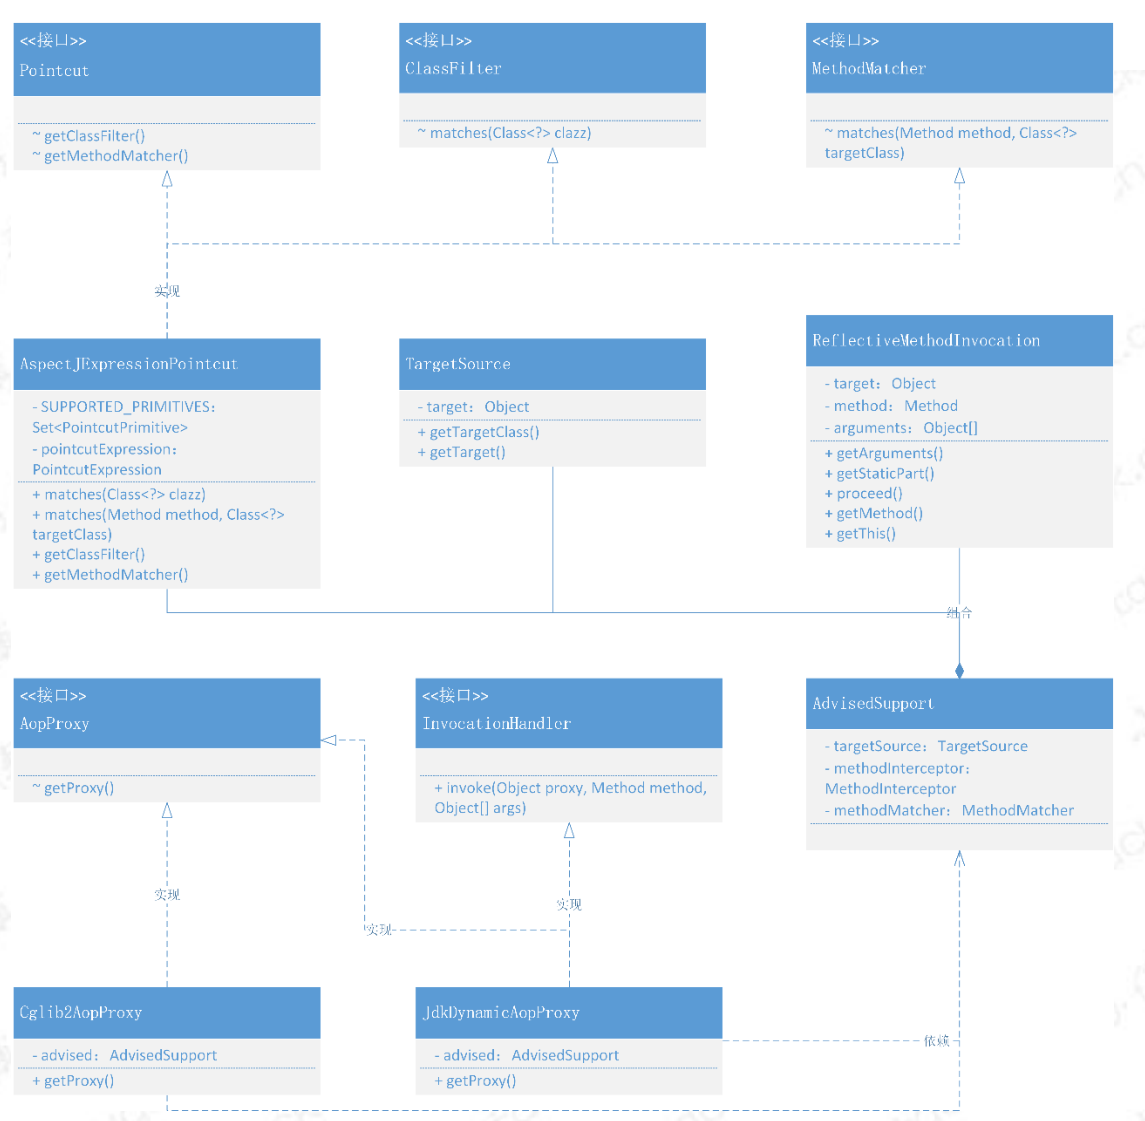 <<接口>>
Pointcut
~ getClassFilter()
~ getMethodMatcher()
<<接口>>
ClassFilter
~ matches(Class<?> clazz)
<<接口>>
MethodMatcher
~ matches(Method method, Class<?>
targetClass)
实现
AspectJExpressionPointcut
- SUPPORTED_PRIMITIVES：
Set<PointcutPrimitive>
- pointcutExpression：
PointcutExpression
+ matches(Class<?> clazz)
+ matches(Method method, Class<?>
targetClass)
+ getClassFilter()
+ getMethodMatcher()
TargetSource
- target：Object
+ getTargetClass()
+ getTarget()
ReflectiveMethodInvocation
- target：Object
- method：Method
- arguments：Object[]
+ getArguments()
+ getStaticPart()
+ proceed()
+ getMethod()
+ getThis()
组合
<<接口>>
AopProxy
~ getProxy()
<<接口>>
InvocationHandler
+ invoke(Object proxy, Method method,
Object[] args)
AdvisedSupport
- targetSource：TargetSource
- methodInterceptor：
MethodInterceptor
- methodMatcher：MethodMatcher
实现
实现
实现
Cglib2AopProxy
- advised：AdvisedSupport
+ getProxy()
JdkDynamicAopProxy
- advised：AdvisedSupport
+ getProxy()
依赖